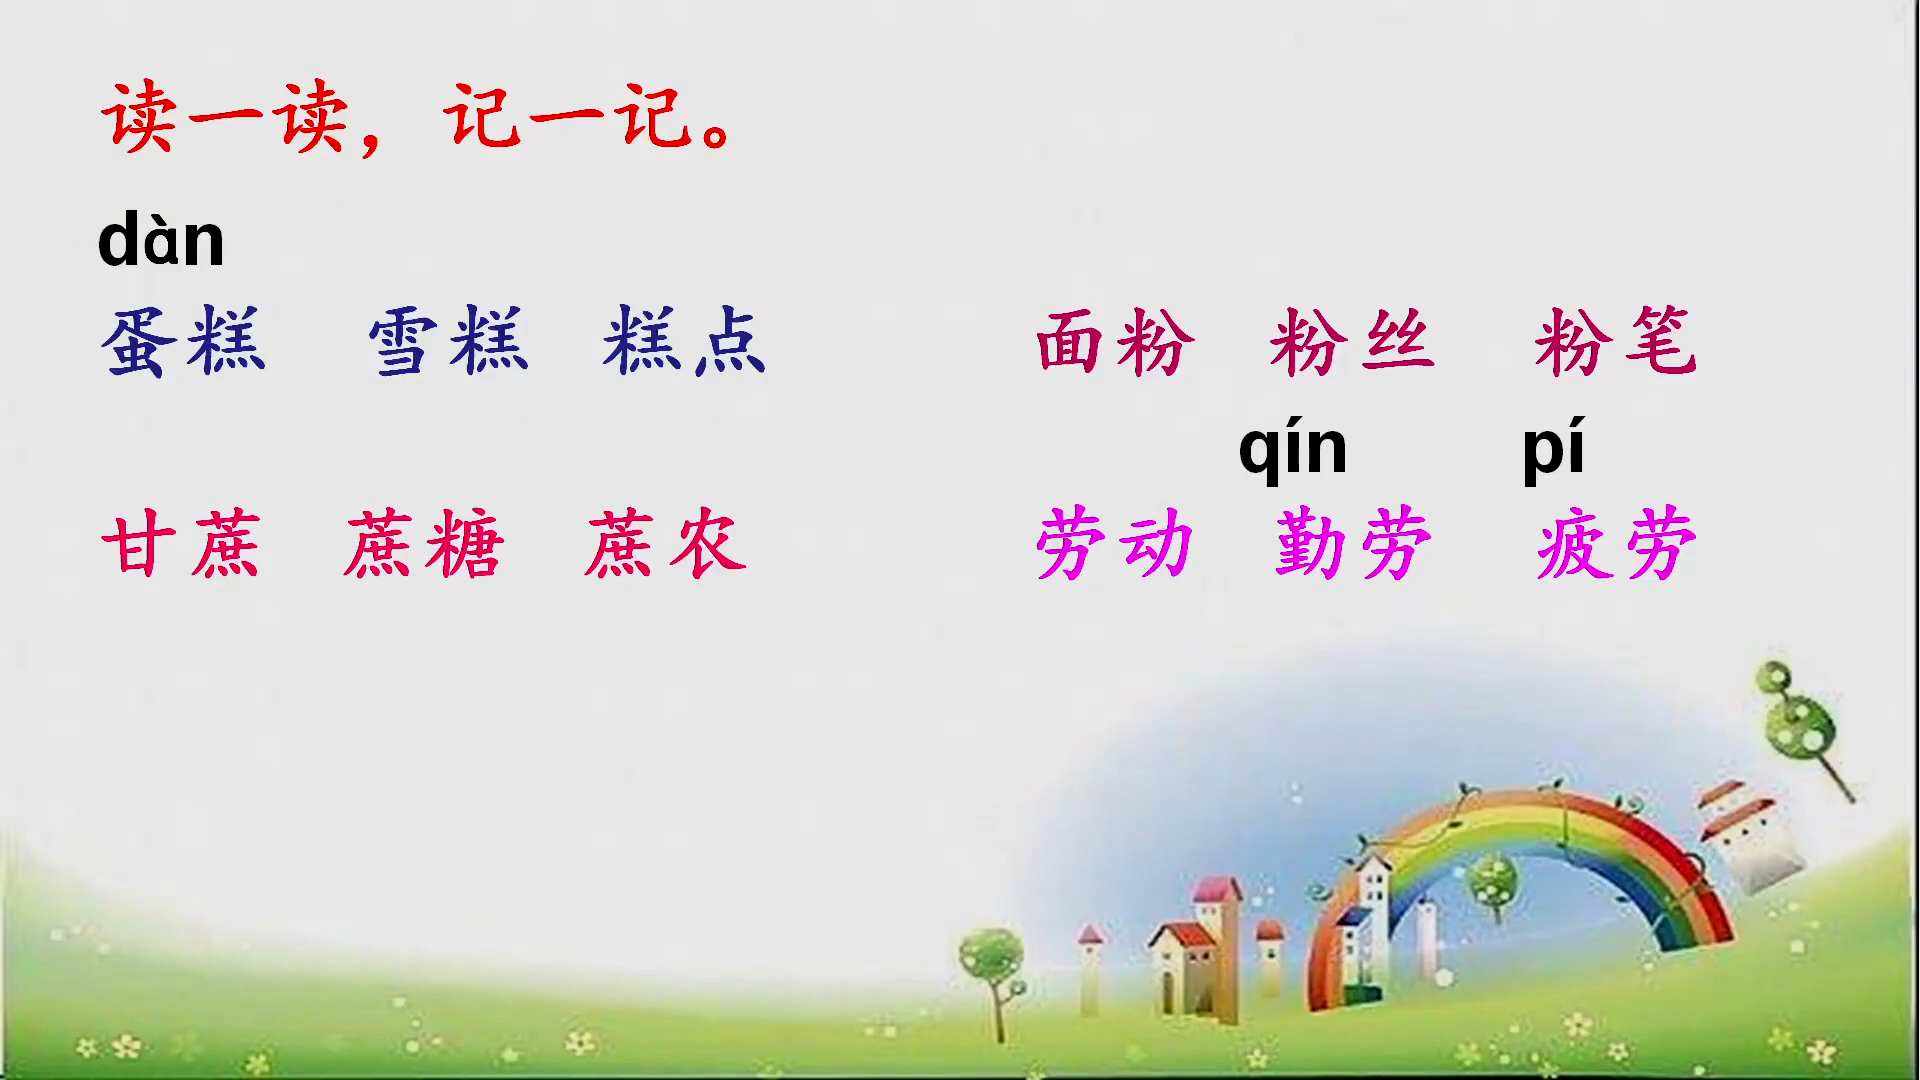 读一读，记一记。
dàn
蛋糕 雪糕 糕点 面粉 粉丝 粉笔
qín pí
甘蔗 蔗糖 蔗农 劳动 勤劳 疲劳